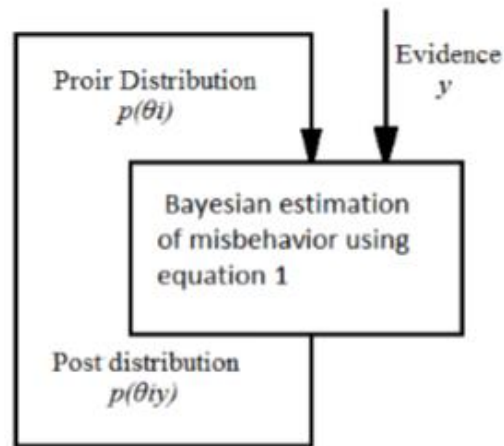 Proir Distribution
p(θi)
Evidence
y
Bayesian estimation
of misbehavior using
equation 1
Post distribution
p(θiy)